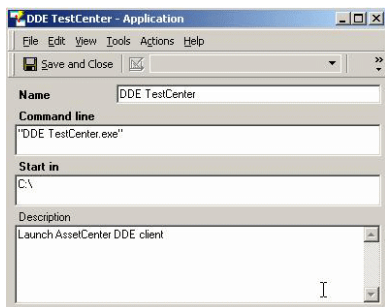 DDE TestCenter - Application
File Edit View Tools Actions Help
Save and Close
Name DDE TestCenter
Command line
"DDE TestCenter.exe"
Start in
C:\
Description
Launch AssetCenter DDE client